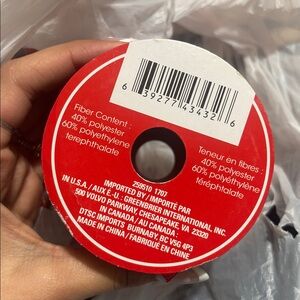 6 39277 43432 6
Fiber Content :
40% polyester
60% polyethylene
terephthalate
Teneur en fibres :
40% polyester
60% polyéthylène
téréphtalate
259510 1707
IMPORTED BY / IMPORTÉ PAR
IN U.S.A / AUX É-U. : GREENBRIER INTERNATIONAL, INC.
500 VOLVO PARKWAY, CHESAPEAKE, VA 23320
IN CANADA / AU CANADA :
DTSC IMPORTS BURNABY, BC V5G 4P3
MADE IN CHINA / FABRIQUÉ EN CHINE